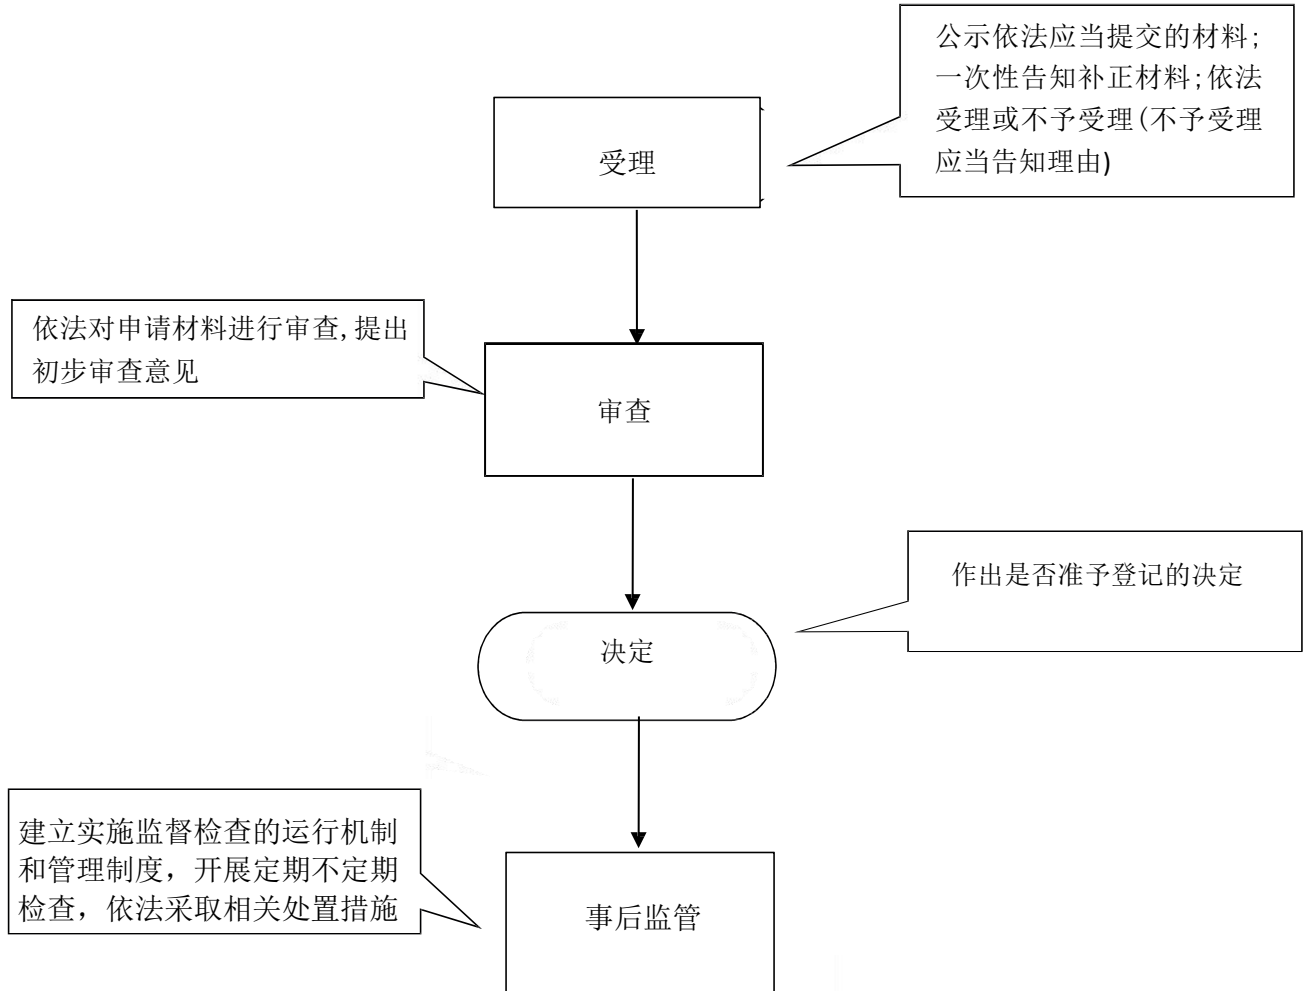 公示依法应当提交的材料;
一次性告知补正材料;依法
受理或不予受理(不予受理
应当告知理由)
受理
依法对申请材料进行审查,提出
初步审查意见
审查
作出是否准予登记的决定
决定
建立实施监督检查的运行机制
和管理制度，开展定期不定期
检查，依法采取相关处置措施
事后监管